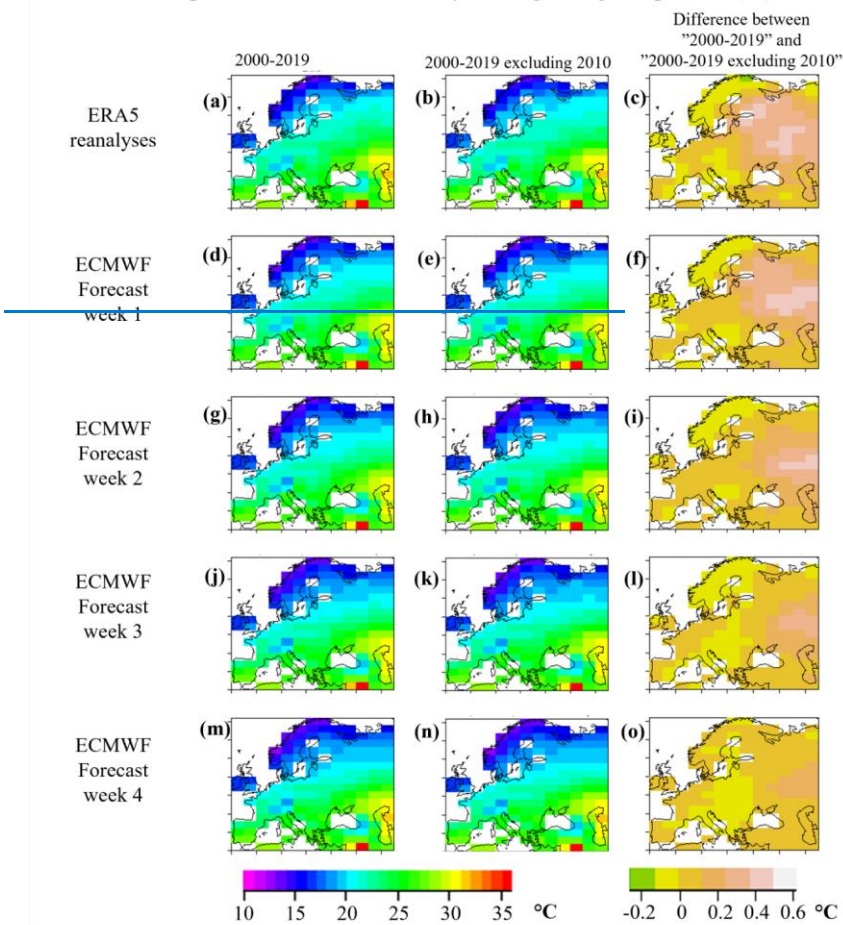 Difference between
"2000-2019" and
2000-2019
2000-2019 excluding 2010
"2000-2019 excluding 2010"
ERA5
reanalyses
(a)
(b)
(c)
ECMWF
Forecast
week 1
(d)
(e)
(f)
ECMWF
Forecast
week 2
(g)
(h)
(i)
ECMWF
Forecast
week 3
(j)
(k)
(l)
ECMWF
Forecast
week 4
(m)
(n)
(o)
10 15 20 25 30 35 °C
-0.2 0 0.2 0.4 0.6 °C